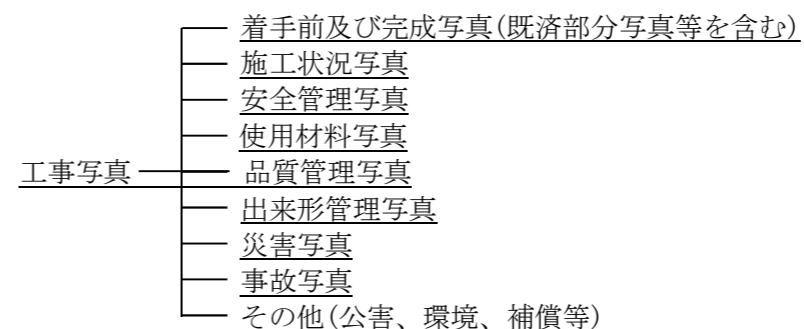 着手前及び完成写真(既済部分写真等を含む)
施工状況写真
安全管理写真
使用材料写真
工事写真 品質管理写真
出来形管理写真
災害写真
事故写真
その他(公害、環境、補償等)